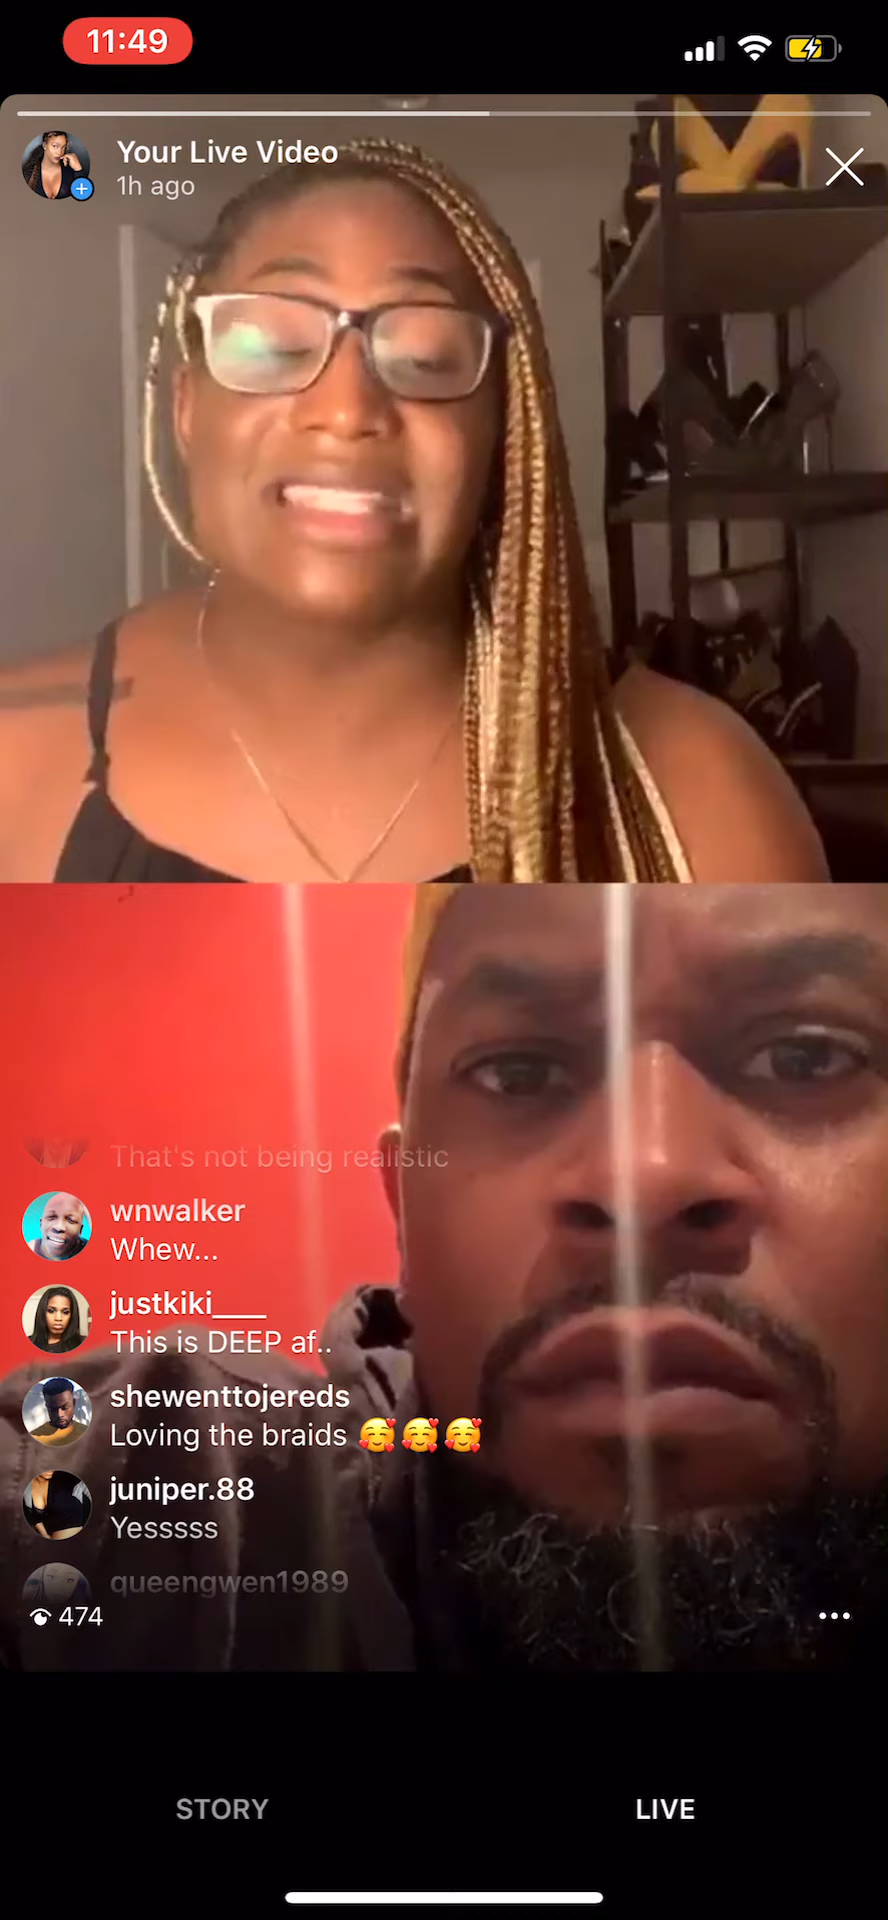 11:49
Your Live Video
1h ago
That's not being realistic
wnwalker
Whew...
justkiki___
This is DEEP af..
shewenttojereds
Loving the braids 🥰🥰🥰
juniper.88
Yesssss
queengwen1989
474
STORY
LIVE